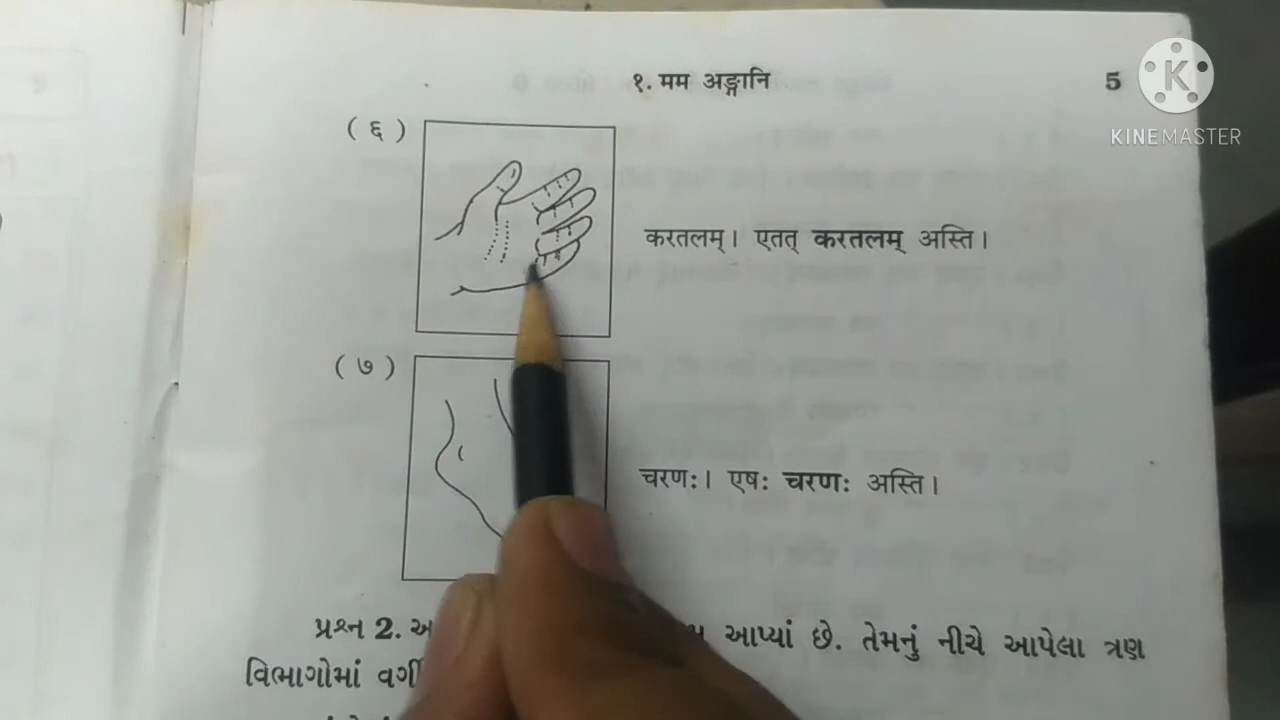 १. मम अङ्गानि 5
KINEMASTER
( ६ )
करतलम्। एतत् करतलम् अस्ति।
( ७ )
चरणः। एषः चरणः अस्ति।
પ્રશ્ન 2. આપ્યાં છે. તેમનું નીચે આપેલા ત્રણ
વિભાગોમાં